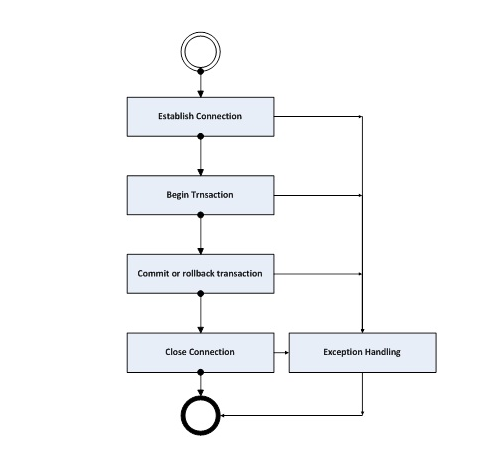 Establish Connection
Begin Trnsaction
Commit or rollback transaction
Close Connection
Exception Handling